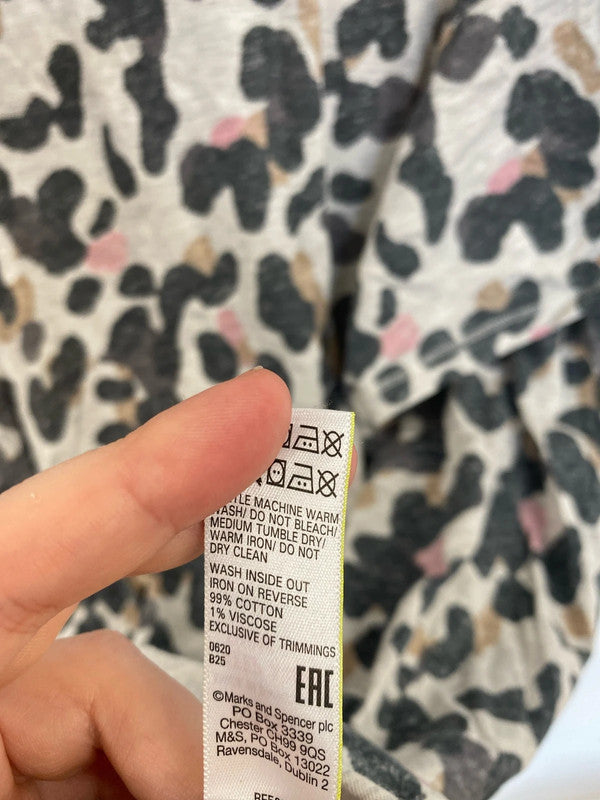 MACHINE WARM
WASH/ DO NOT BLEACH/
MEDIUM TUMBLE DRY/
WARM IRON/ DO NOT
DRY CLEAN
WASH INSIDE OUT
IRON ON REVERSE
99% COTTON
1% VISCOSE
EXCLUSIVE OF TRIMMINGS
0620
B25
EAC
©Marks and Spencer plc
PO Box 3339
Chester CH99 9QS
M&S, PO Box 13022
Ravensdale, Dublin 2